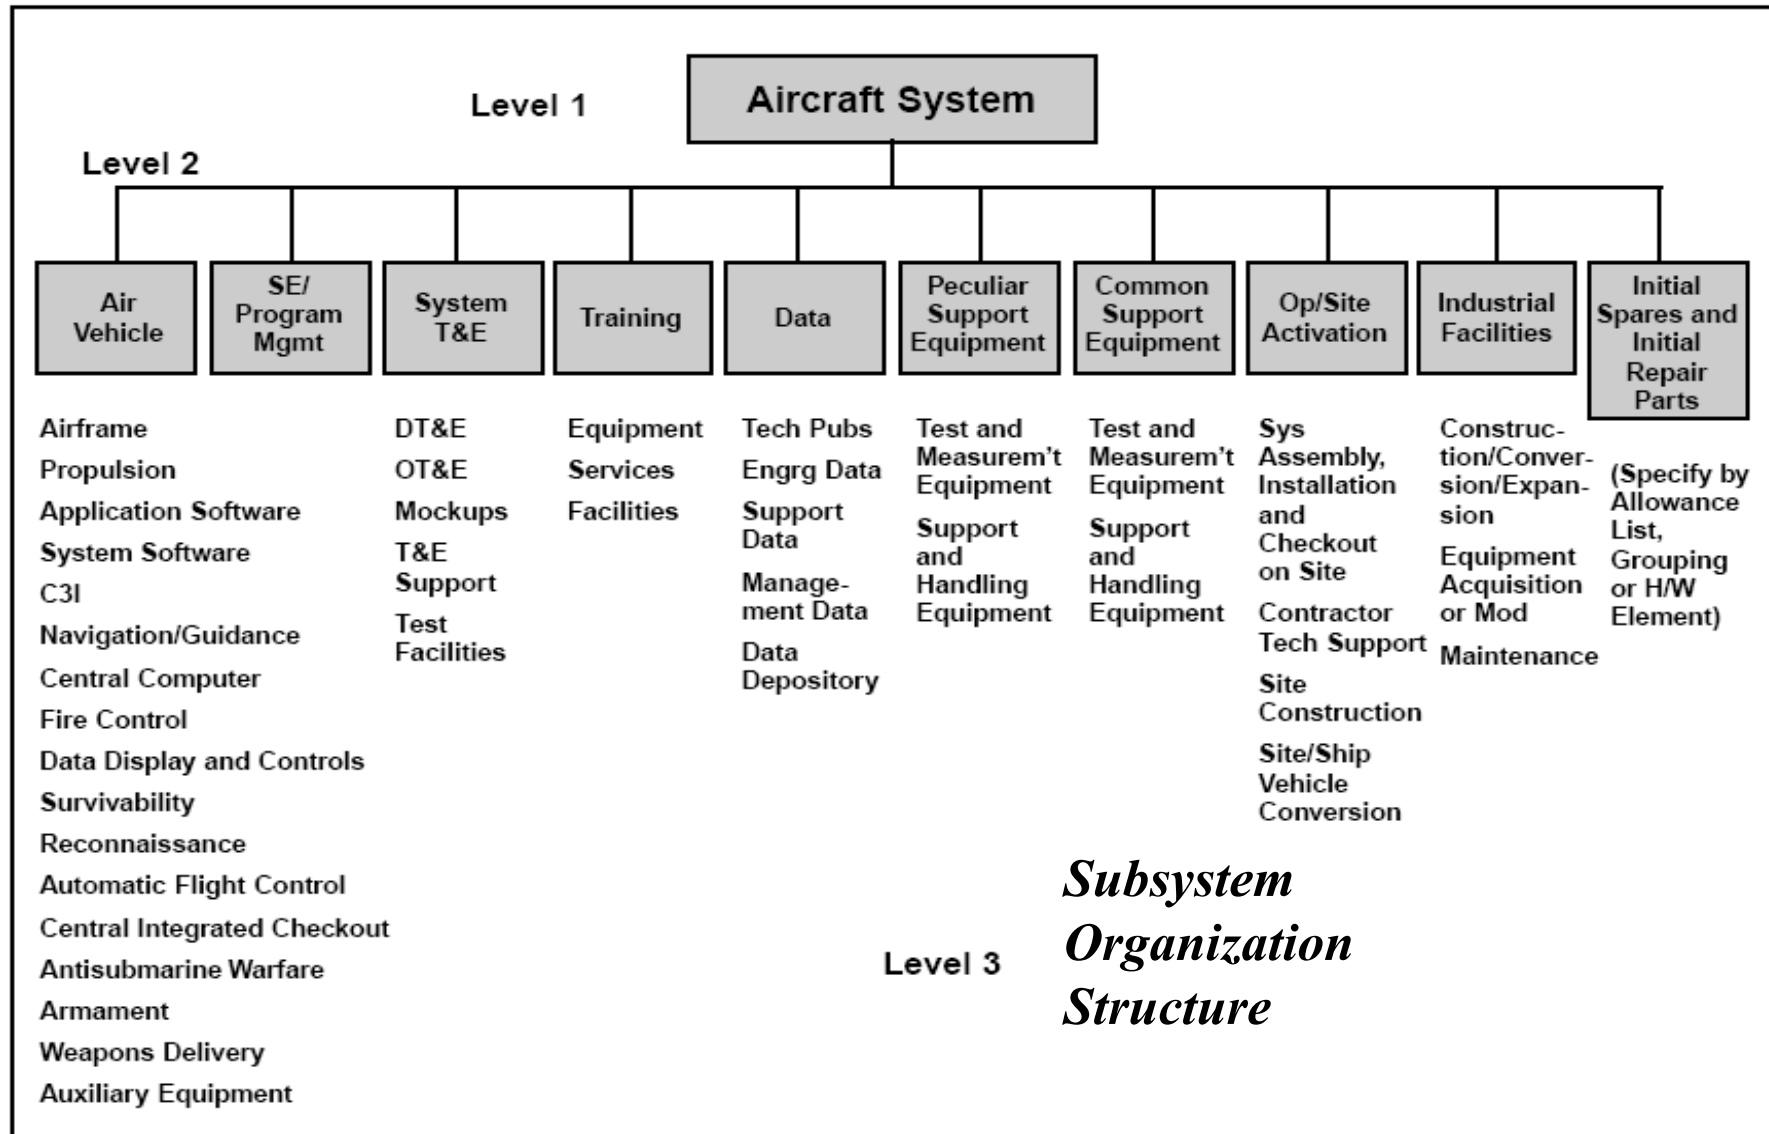 Level 1
Aircraft System
Level 2
Air
Vehicle
SE/
Program
Mgmt
System
T&E
Training
Data
Peculiar
Support
Equipment
Common
Support
Equipment
Op/Site
Activation
Industrial
Facilities
Initial
Spares and
Initial
Repair
Parts
Airframe
Propulsion
Application Software
System Software
C3I
Navigation/Guidance
Central Computer
Fire Control
Data Display and Controls
Survivability
Reconnaissance
Automatic Flight Control
Central Integrated Checkout
Antisubmarine Warfare
Armament
Weapons Delivery
Auxiliary Equipment
DT&E
OT&E
Mockups
T&E
Support
Test
Facilities
Equipment
Services
Facilities
Tech Pubs
Engrg Data
Support
Data
Manage-
ment Data
Data
Depository
Test and
Measurem't
Equipment
Support
and
Handling
Equipment
Test and
Measurem't
Equipment
Support
and
Handling
Equipment
Sys
Assembly,
Installation
and
Checkout
on Site
Contractor
Tech Support
Site
Construction
Site/Ship
Vehicle
Conversion
Construc-
tion/Conver-
sion/Expan-
sion
Equipment
Acquisition
or Mod
Maintenance
(Specify by
Allowance
List,
Grouping
or H/W
Element)
Level 3
Subsystem
Organization
Structure